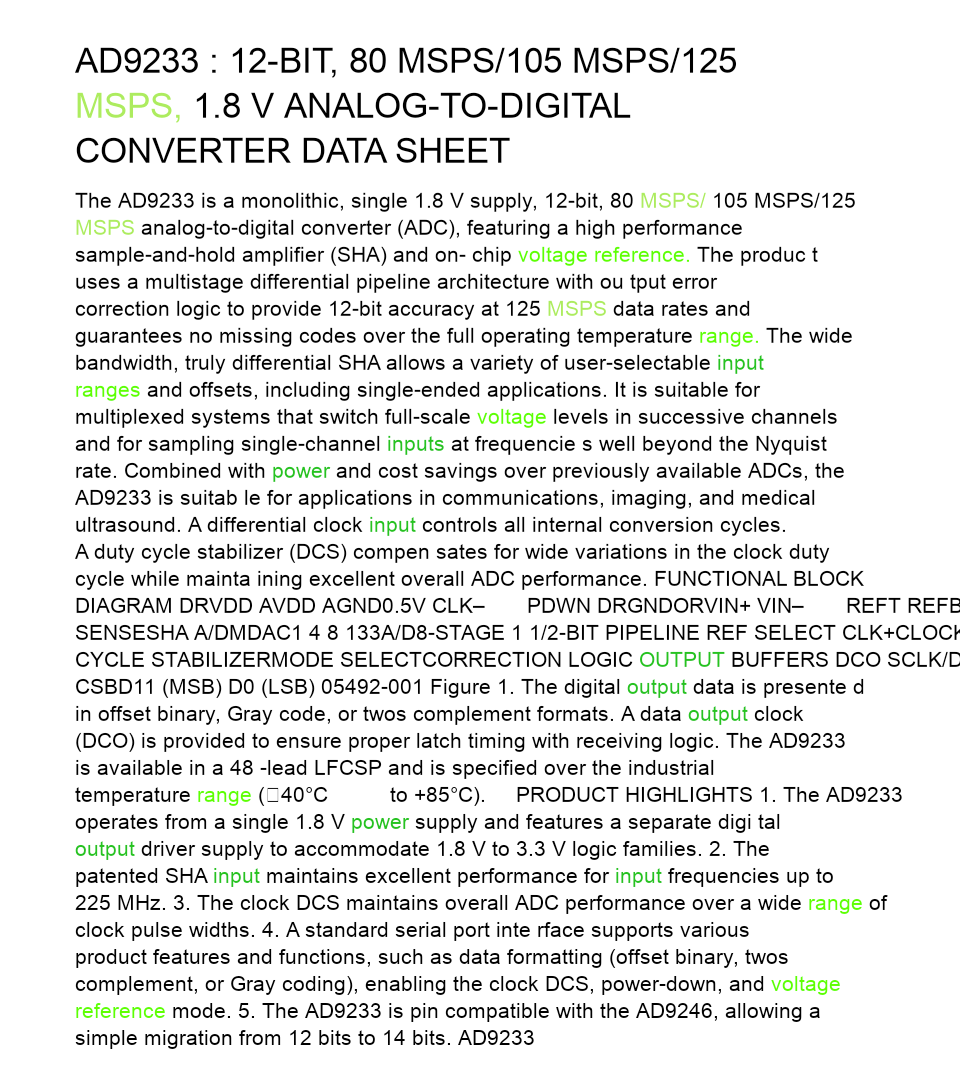 AD9233 : 12-BIT, 80 MSPS/105 MSPS/125
MSPS, 1.8 V ANALOG-TO-DIGITAL
CONVERTER DATA SHEET
The AD9233 is a monolithic, single 1.8 V supply, 12-bit, 80 MSPS/ 105 MSPS/125
MSPS analog-to-digital converter (ADC), featuring a high performance
sample-and-hold amplifier (SHA) and on- chip voltage reference. The produc t
uses a multistage differential pipeline architecture with ou tput error
correction logic to provide 12-bit accuracy at 125 MSPS data rates and
guarantees no missing codes over the full operating temperature range. The wide
bandwidth, truly differential SHA allows a variety of user-selectable input
ranges and offsets, including single-ended applications. It is suitable for
multiplexed systems that switch full-scale voltage levels in successive channels
and for sampling single-channel inputs at frequencie s well beyond the Nyquist
rate. Combined with power and cost savings over previously available ADCs, the
AD9233 is suitab le for applications in communications, imaging, and medical
ultrasound. A differential clock input controls all internal conversion cycles.
A duty cycle stabilizer (DCS) compen sates for wide variations in the clock duty
cycle while mainta ining excellent overall ADC performance. FUNCTIONAL BLOCK
DIAGRAM DRVDD AVDD AGND0.5V CLK– PDWN DRGNDORVIN+ VIN– REFT REFB
SENSESHA A/DMDAC1 4 8 133A/D8-STAGE 1 1/2-BIT PIPELINE REF SELECT CLK+CLOCK
CYCLE STABILIZERMODE SELECTCORRECTION LOGIC OUTPUT BUFFERS DCO SCLK/D
CSBD11 (MSB) D0 (LSB) 05492-001 Figure 1. The digital output data is presente d
in offset binary, Gray code, or twos complement formats. A data output clock
(DCO) is provided to ensure proper latch timing with receiving logic. The AD9233
is available in a 48 -lead LFCSP and is specified over the industrial
temperature range (□40°C to +85°C). PRODUCT HIGHLIGHTS 1. The AD9233
operates from a single 1.8 V power supply and features a separate digi tal
output driver supply to accommodate 1.8 V to 3.3 V logic families. 2. The
patented SHA input maintains excellent performance for input frequencies up to
225 MHz. 3. The clock DCS maintains overall ADC performance over a wide range of
clock pulse widths. 4. A standard serial port inte rface supports various
product features and functions, such as data formatting (offset binary, twos
complement, or Gray coding), enabling the clock DCS, power-down, and voltage
reference mode. 5. The AD9233 is pin compatible with the AD9246, allowing a
simple migration from 12 bits to 14 bits. AD9233